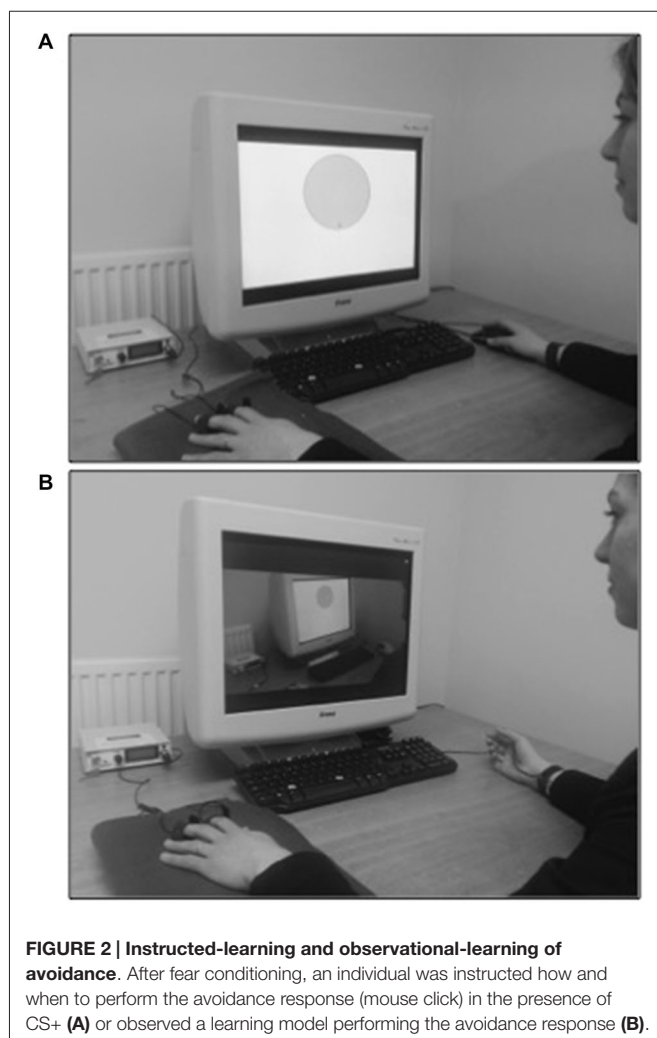 A
B
FIGURE 2 | Instructed-learning and observational-learning of
avoidance. After fear conditioning, an individual was instructed how and
when to perform the avoidance response (mouse click) in the presence of
CS+ (A) or observed a learning model performing the avoidance response (B).